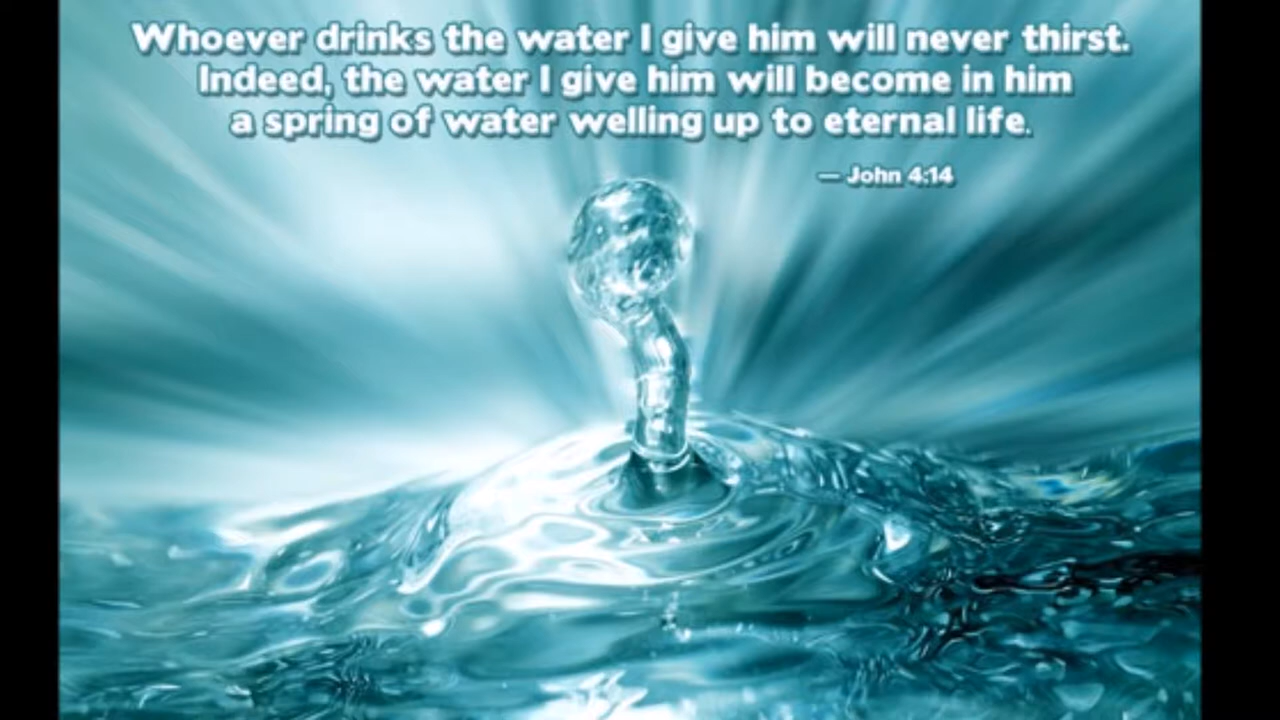 Whoever drinks the water I give him will never thirst.
Indeed, the water I give him will become in him
a spring of water welling up to eternal life.
— John 4:14